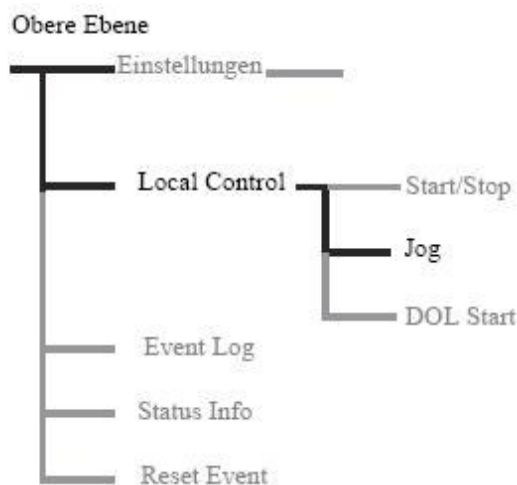 Obere Ebene
Einstellungen
Local Control
Start/Stop
Jog
DOL Start
Event Log
Status Info
Reset Event